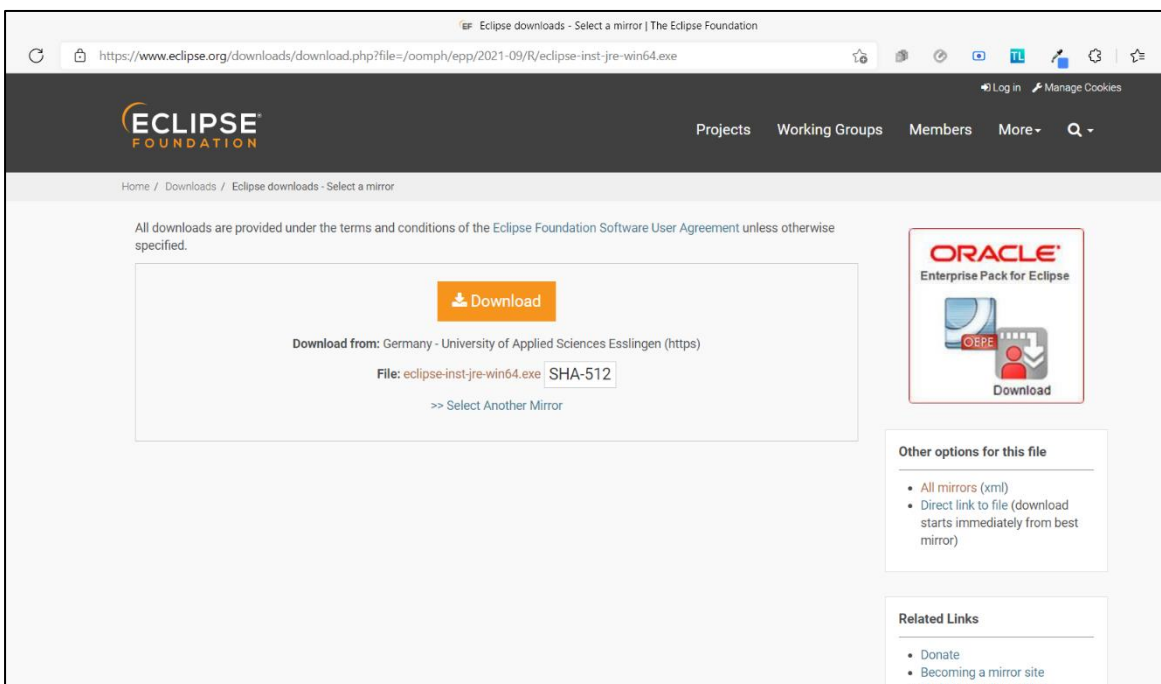 EF Eclipse downloads - Select a mirror | The Eclipse Foundation
https://www.eclipse.org/downloads/download.php?file=/oomph/epp/2021-09/R/eclipse-inst-jre-win64.exe
TL
Log in Manage Cookies
ECLIPSE
FOUNDATION
Projects Working Groups Members More
Home / Downloads / Eclipse downloads - Select a mirror
All downloads are provided under the terms and conditions of the Eclipse Foundation Software User Agreement unless otherwise
specified.
Download
Download from: Germany - University of Applied Sciences Esslingen (https)
File: eclipse-inst-jre-win64.exe SHA-512
>> Select Another Mirror
ORACLE
Enterprise Pack for Eclipse
OEPE
Download
Other options for this file
• All mirrors (xml)
• Direct link to file (download
starts immediately from best
mirror)
Related Links
• Donate
• Becoming a mirror site